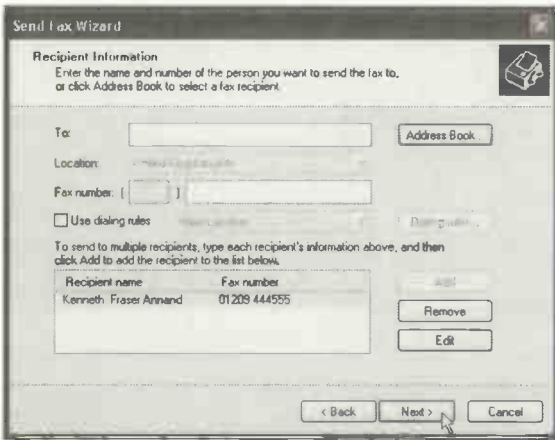 Send Fax Wizard
Recipient Information
Enter the name and number of the person you want to send the fax to,
or click Address Book to select a fax recipient.
To:
Address Book...
Location:
Fax number: ( )
Use dialing rules
To send to multiple recipients, type each recipient's information above, and then
click Add to add the recipient to the list below.
Add
Recipient name Fax number
Kenneth Fraser Annand 01209 444555
Remove
Edit
< Back Next > Cancel